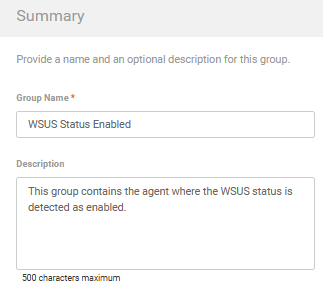 Summary
Provide a name and an optional description for this group.
Group Name *
WSUS Status Enabled
Description
This group contains the agent where the WSUS status is
detected as enabled.
500 characters maximum